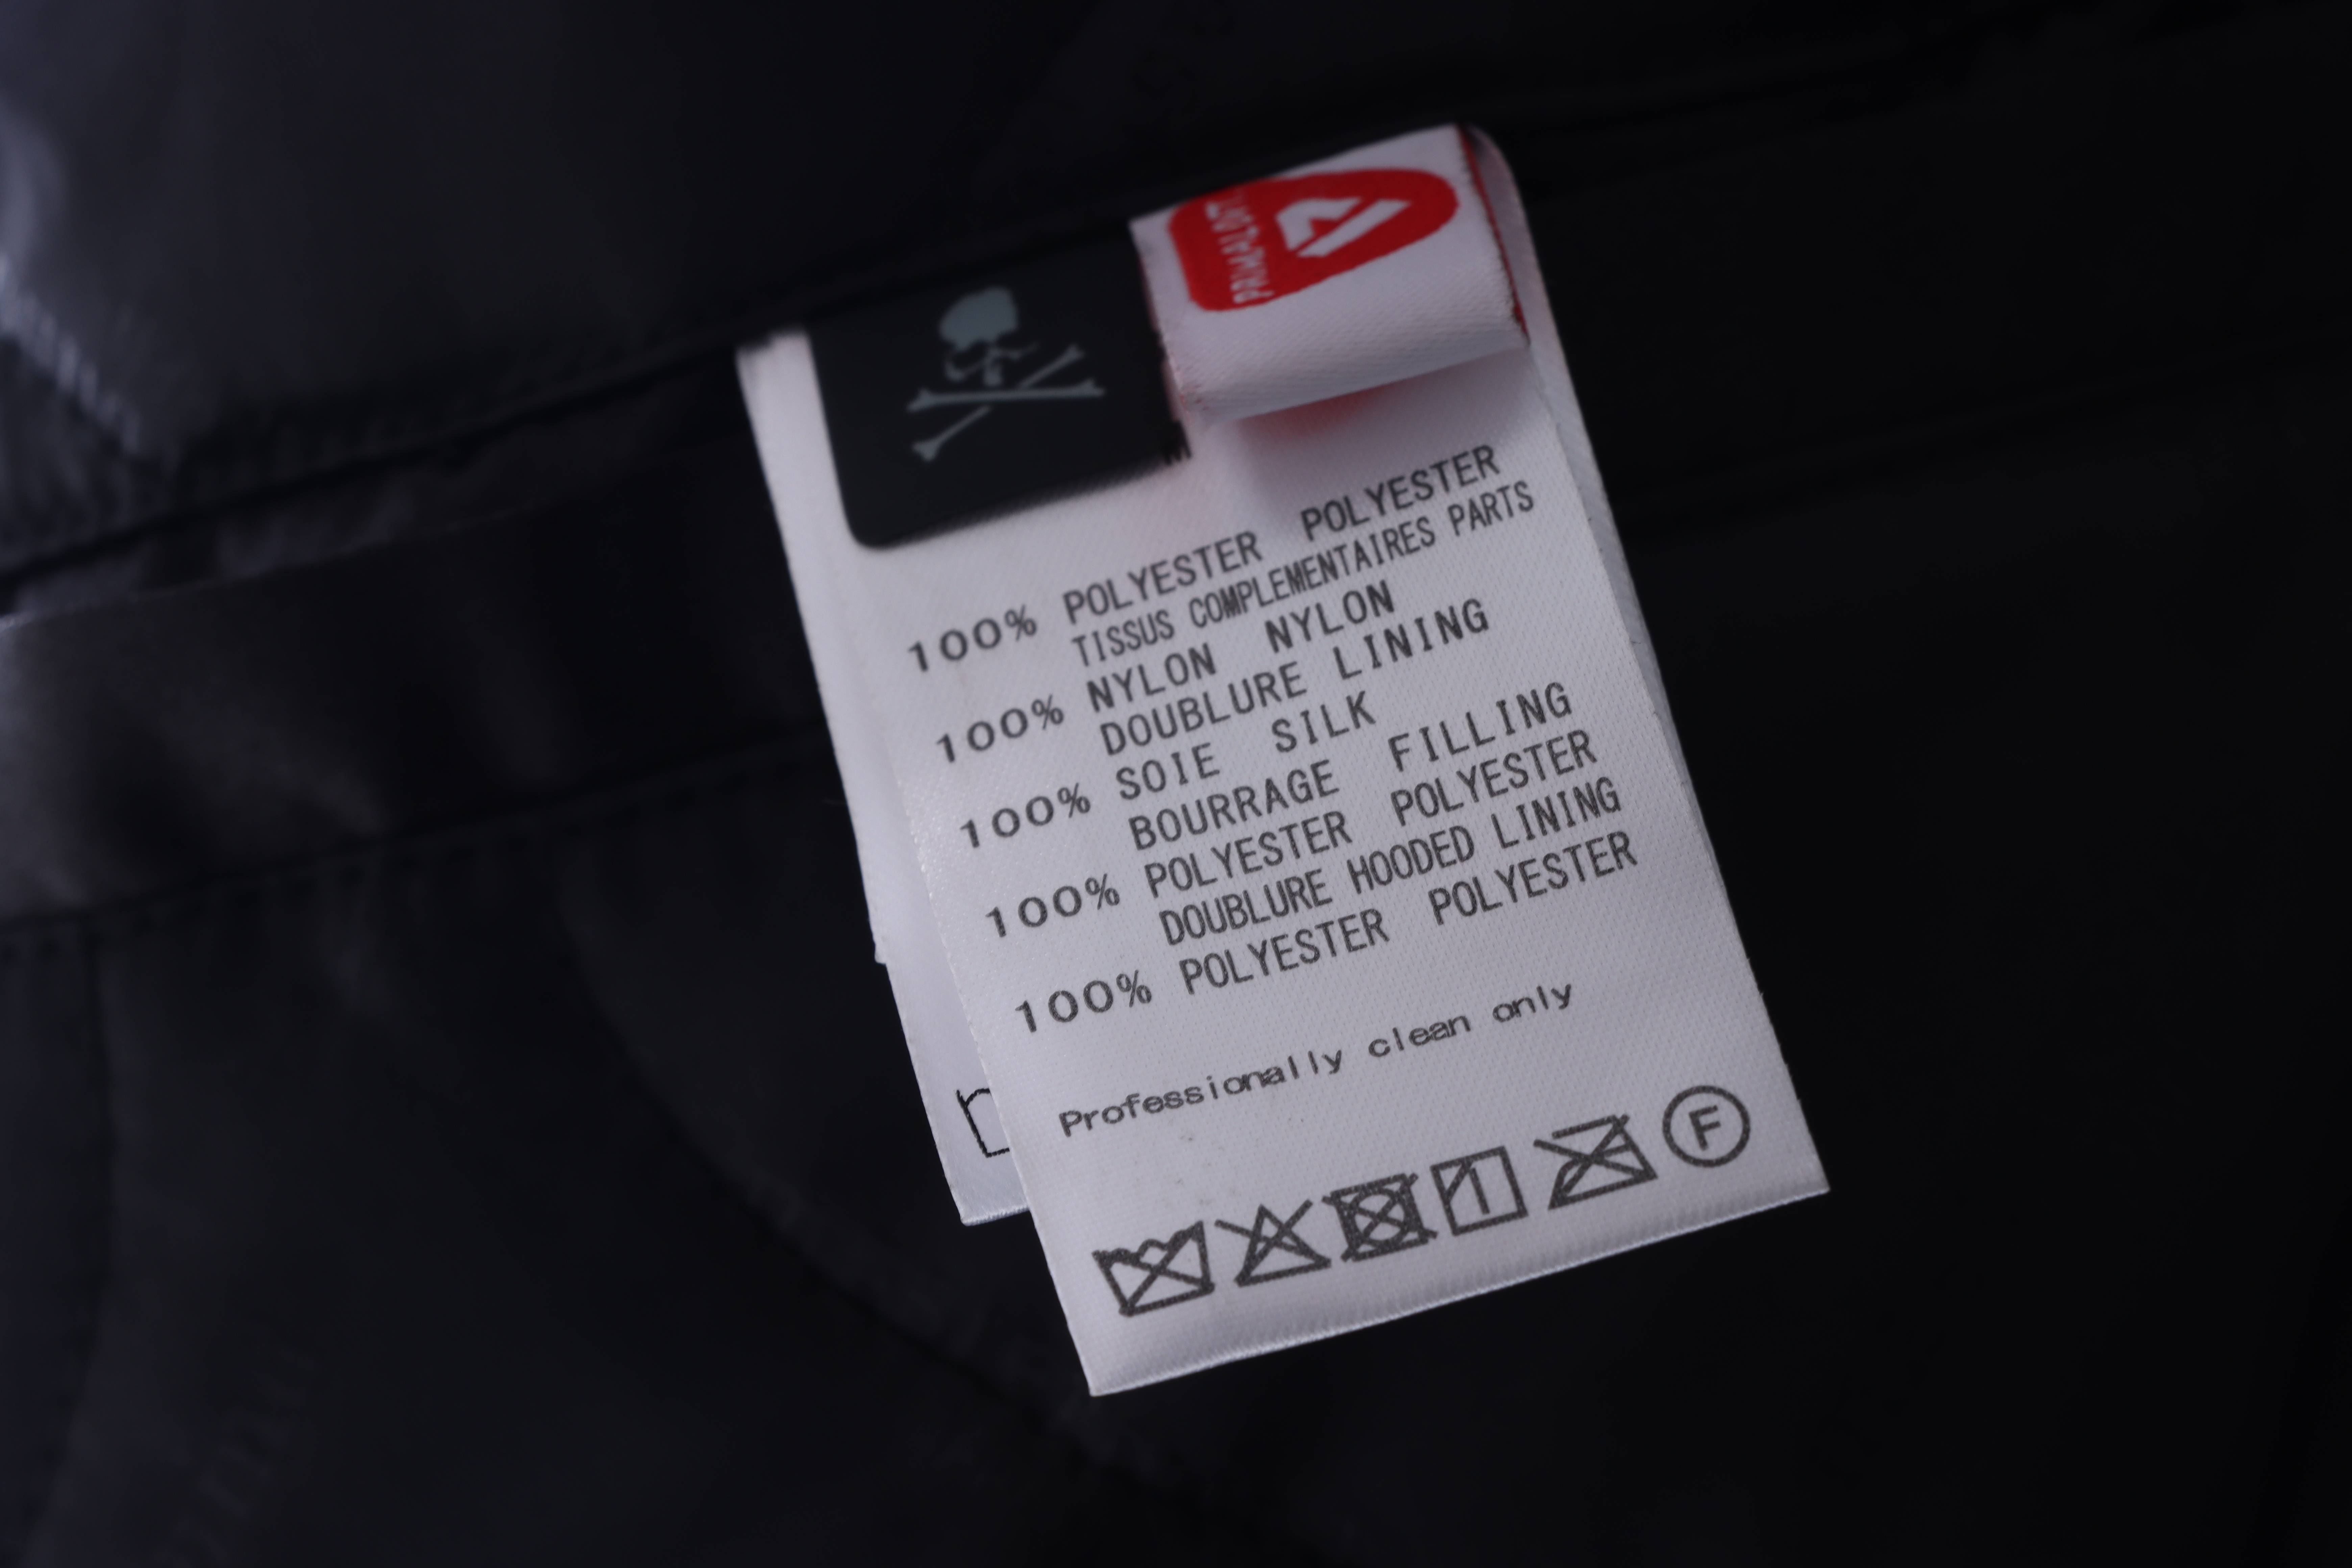 PRIMALOFT
M
100% POLYESTER POLYESTER
TISSUS COMPLEMENTAIRES PARTS
100% NYLON NYLON
DOUBLURE LINING
100% SOIE SILK
BOURRAGE FILLING
100% POLYESTER POLYESTER
DOUBLURE HOODED LINING
100% POLYESTER POLYESTER
Professionally clean only
F